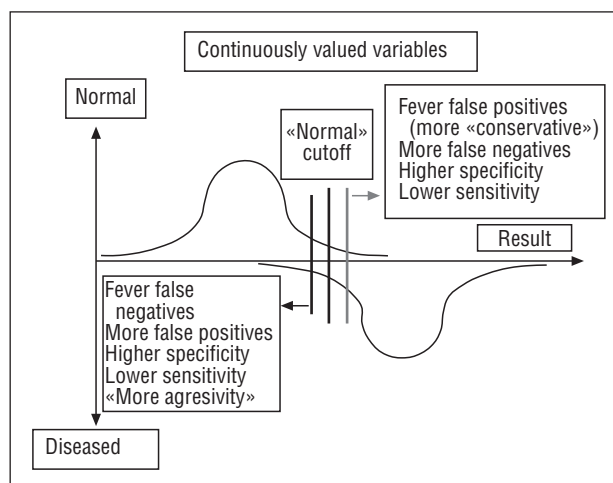 Continuously valued variables
Normal
«Normal»
cutoff
Fever false positives
(more «conservative»)
More false negatives
Higher specificity
Lower sensitivity
Result
Fever false
negatives
More false positives
Higher specificity
Lower sensitivity
«More agresivity»
Diseased